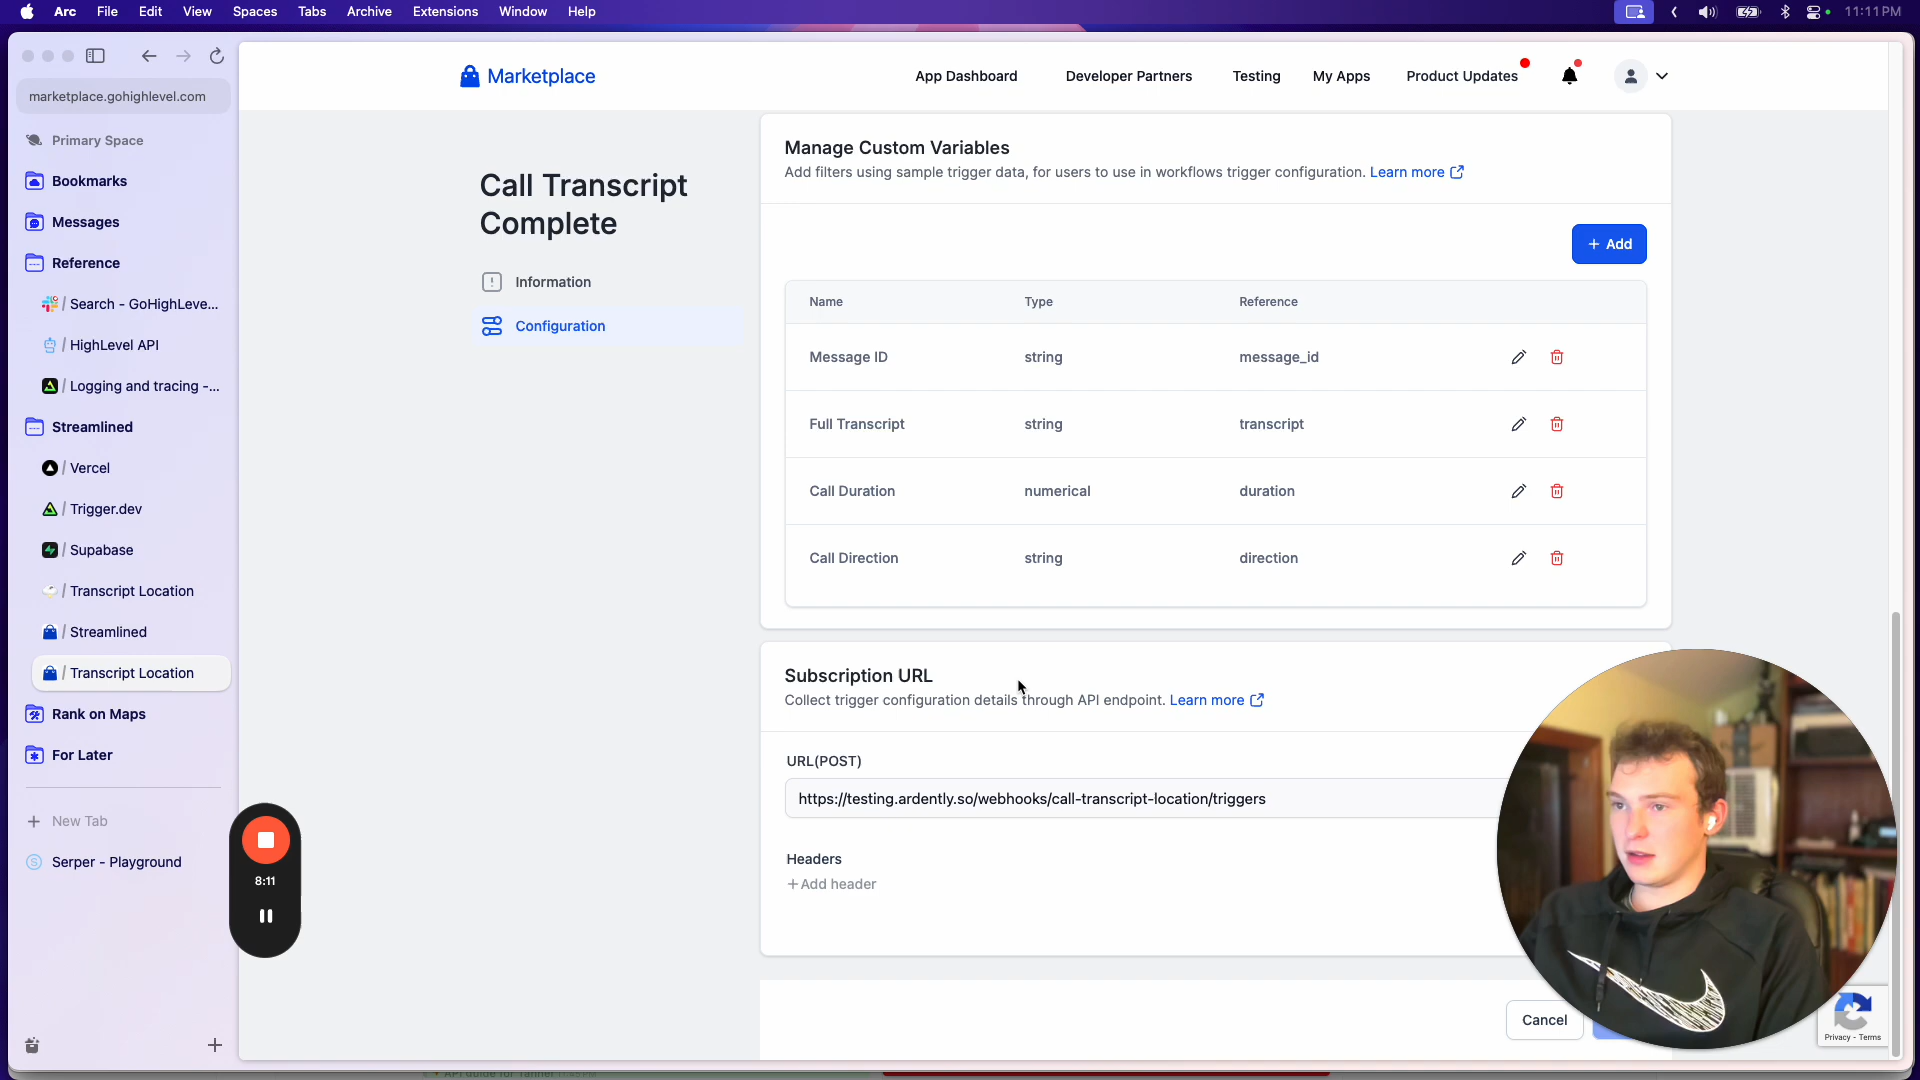 Arc File Edit View Spaces Tabs Archive Extensions Window Help
11:11 PM
marketplace.gohighlevel.com
Primary Space
Bookmarks
Messages
Reference
/ Search - GoHighLeve...
/ HighLevel API
/ Logging and tracing -...
Streamlined
/ Vercel
/ Trigger.dev
/ Supabase
/ Transcript Location
/ Streamlined
/ Transcript Location
Rank on Maps
For Later
+ New Tab
Serper - Playground
8:11
Marketplace
App Dashboard Developer Partners Testing My Apps Product Updates
Call Transcript
Complete
Information
Configuration
Manage Custom Variables
Add filters using sample trigger data, for users to use in workflows trigger configuration. Learn more
+ Add
Name Type Reference
Message ID string message_id
Full Transcript string transcript
Call Duration numerical duration
Call Direction string direction
Subscription URL
Collect trigger configuration details through API endpoint. Learn more
URL(POST)
https://testing.ardently.so/webhooks/call-transcript-location/triggers
Headers
+ Add header
Cancel
Privacy - Terms